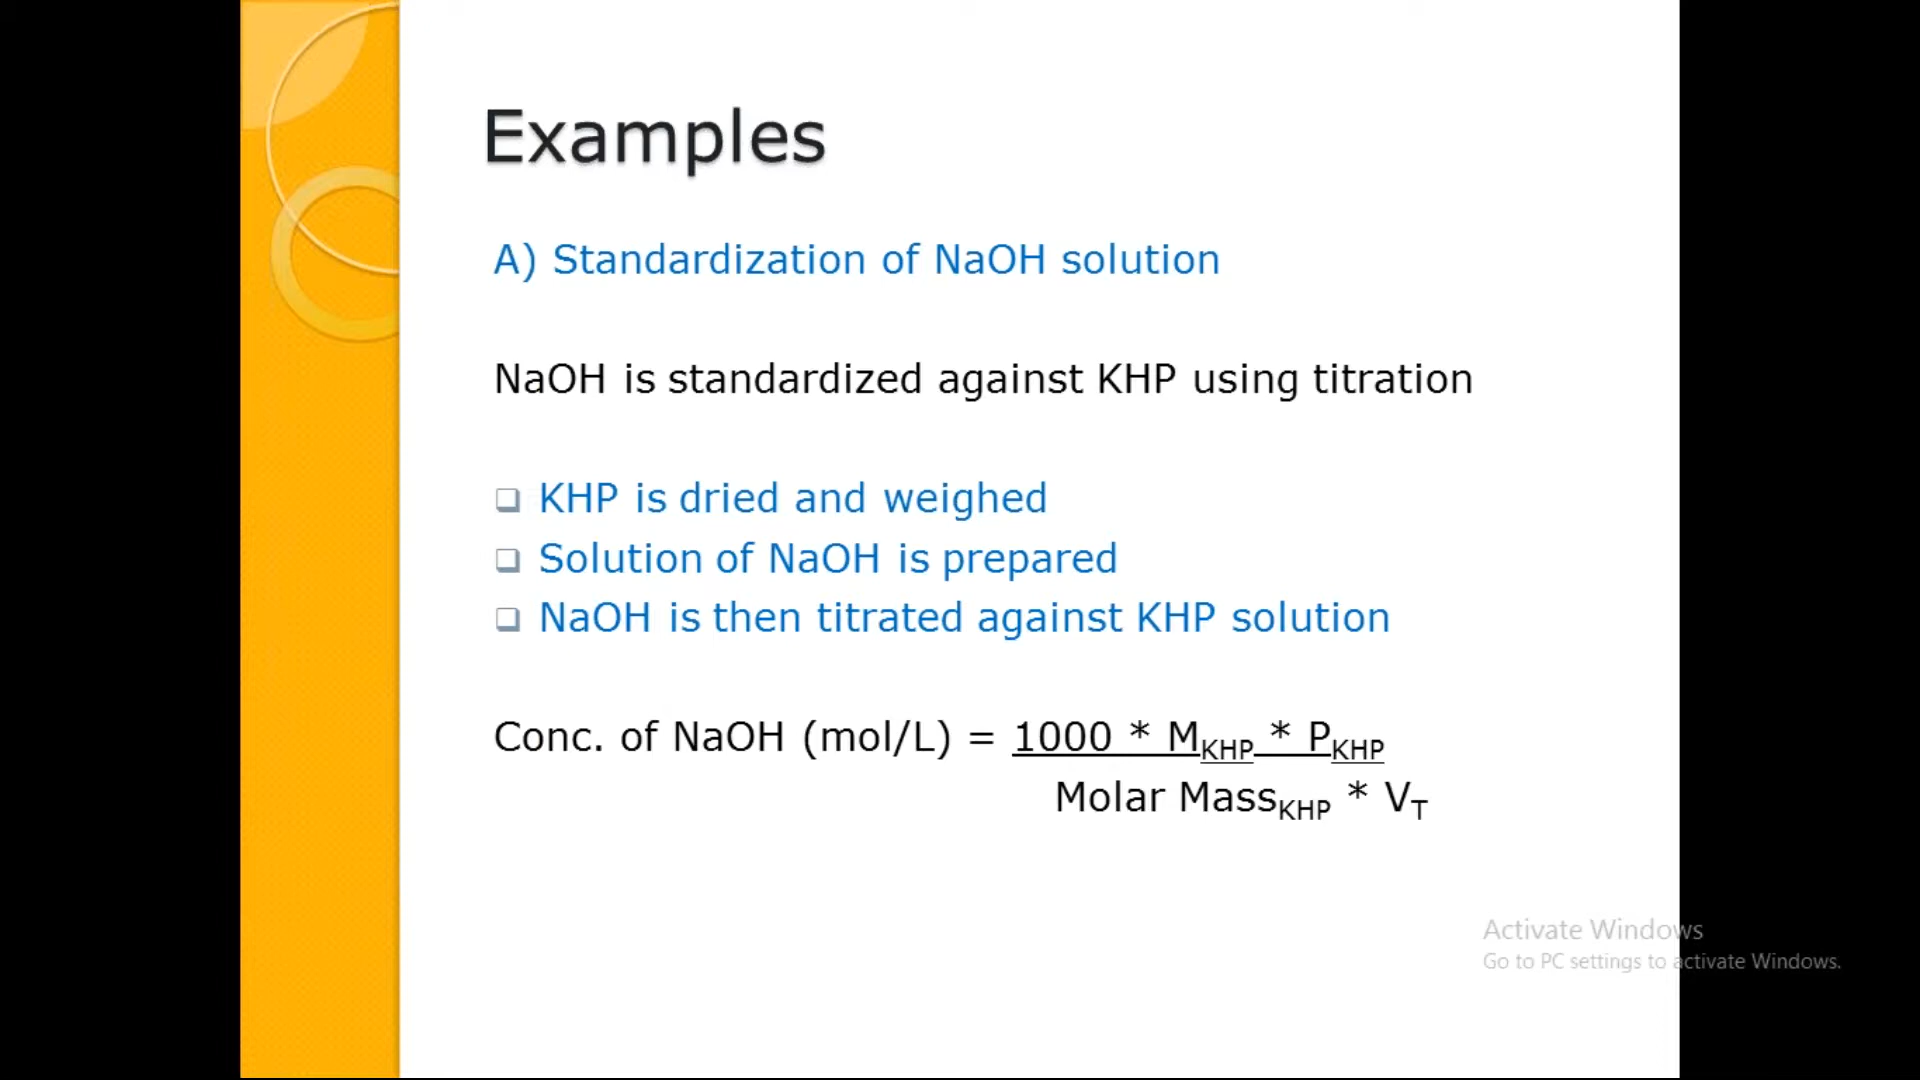 Examples
A) Standardization of NaOH solution
NaOH is standardized against KHP using titration
❑ KHP is dried and weighed
❑ Solution of NaOH is prepared
❑ NaOH is then titrated against KHP solution
Conc. of NaOH (mol/L) = 1000 * M_KHP * P_KHP
Molar Mass_KHP * V_T
Activate Windows
Go to PC settings to activate Windows.